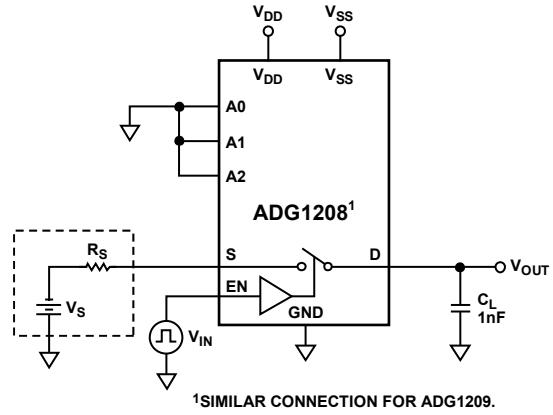 VDD VSS
VDD VSS
A0
A1
A2
ADG1208¹
RS S D
VOUT
EN
VS
VIN
GND
CL
1nF
¹SIMILAR CONNECTION FOR ADG1209.